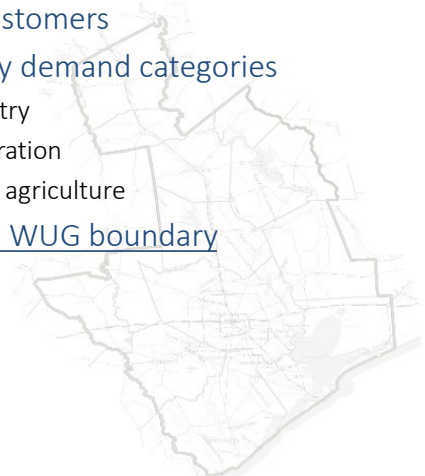 stomers
y demand categories
try
ration
agriculture
WUG boundary